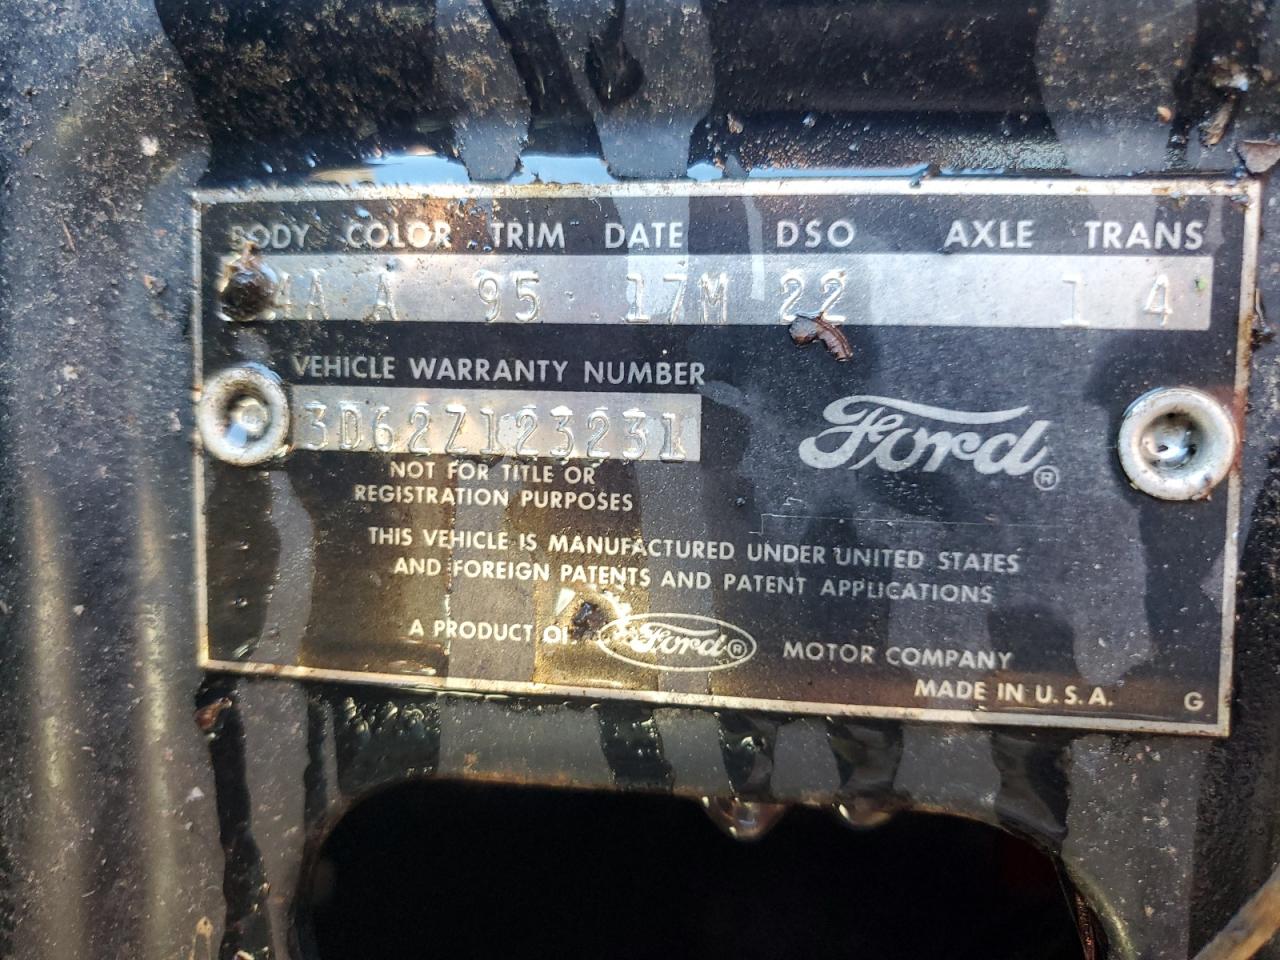 BODY COLOR TRIM DATE DSO AXLE TRANS
4A A 95 17M 22 1 4
VEHICLE WARRANTY NUMBER
3D62Z123231
Ford®
NOT FOR TITLE OR
REGISTRATION PURPOSES
THIS VEHICLE IS MANUFACTURED UNDER UNITED STATES
AND FOREIGN PATENTS AND PATENT APPLICATIONS
A PRODUCT OF Ford® MOTOR COMPANY
MADE IN U.S.A. G